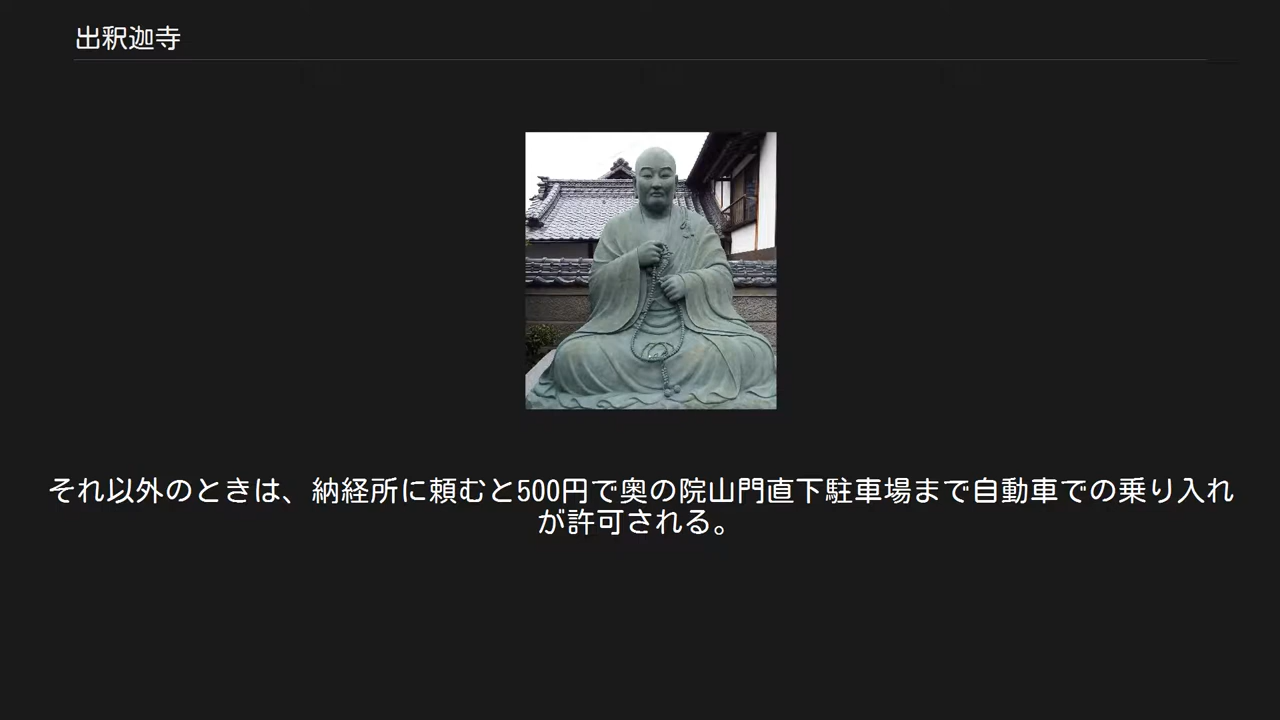 出釈迦寺
それ以外のときは、納経所に頼むと500円で奥の院山門直下駐車場まで自動車での乗り入れ
が許可される。